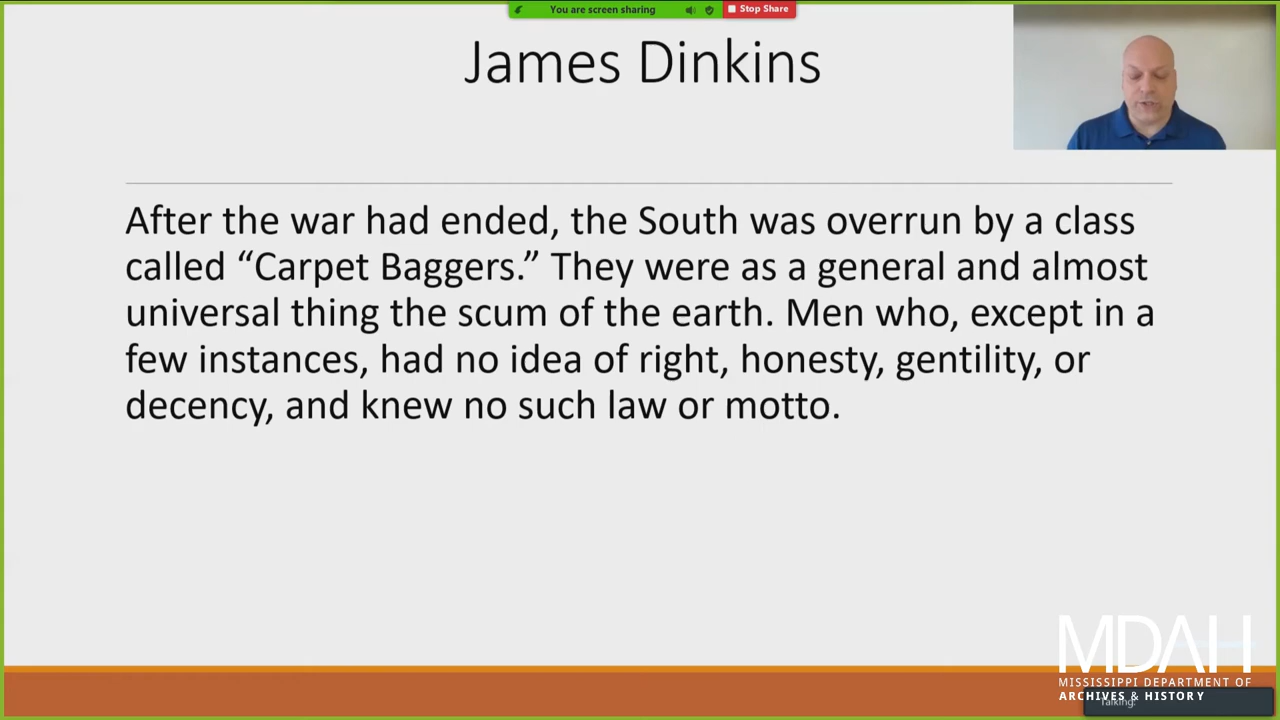 You are screen sharing
Stop Share
James Dinkins
After the war had ended, the South was overrun by a class
called “Carpet Baggers.” They were as a general and almost
universal thing the scum of the earth. Men who, except in a
few instances, had no idea of right, honesty, gentility, or
decency, and knew no such law or motto.
MDAH
MISSISSIPPI DEPARTMENT OF
ARCHIVES & HISTORY
Talking: